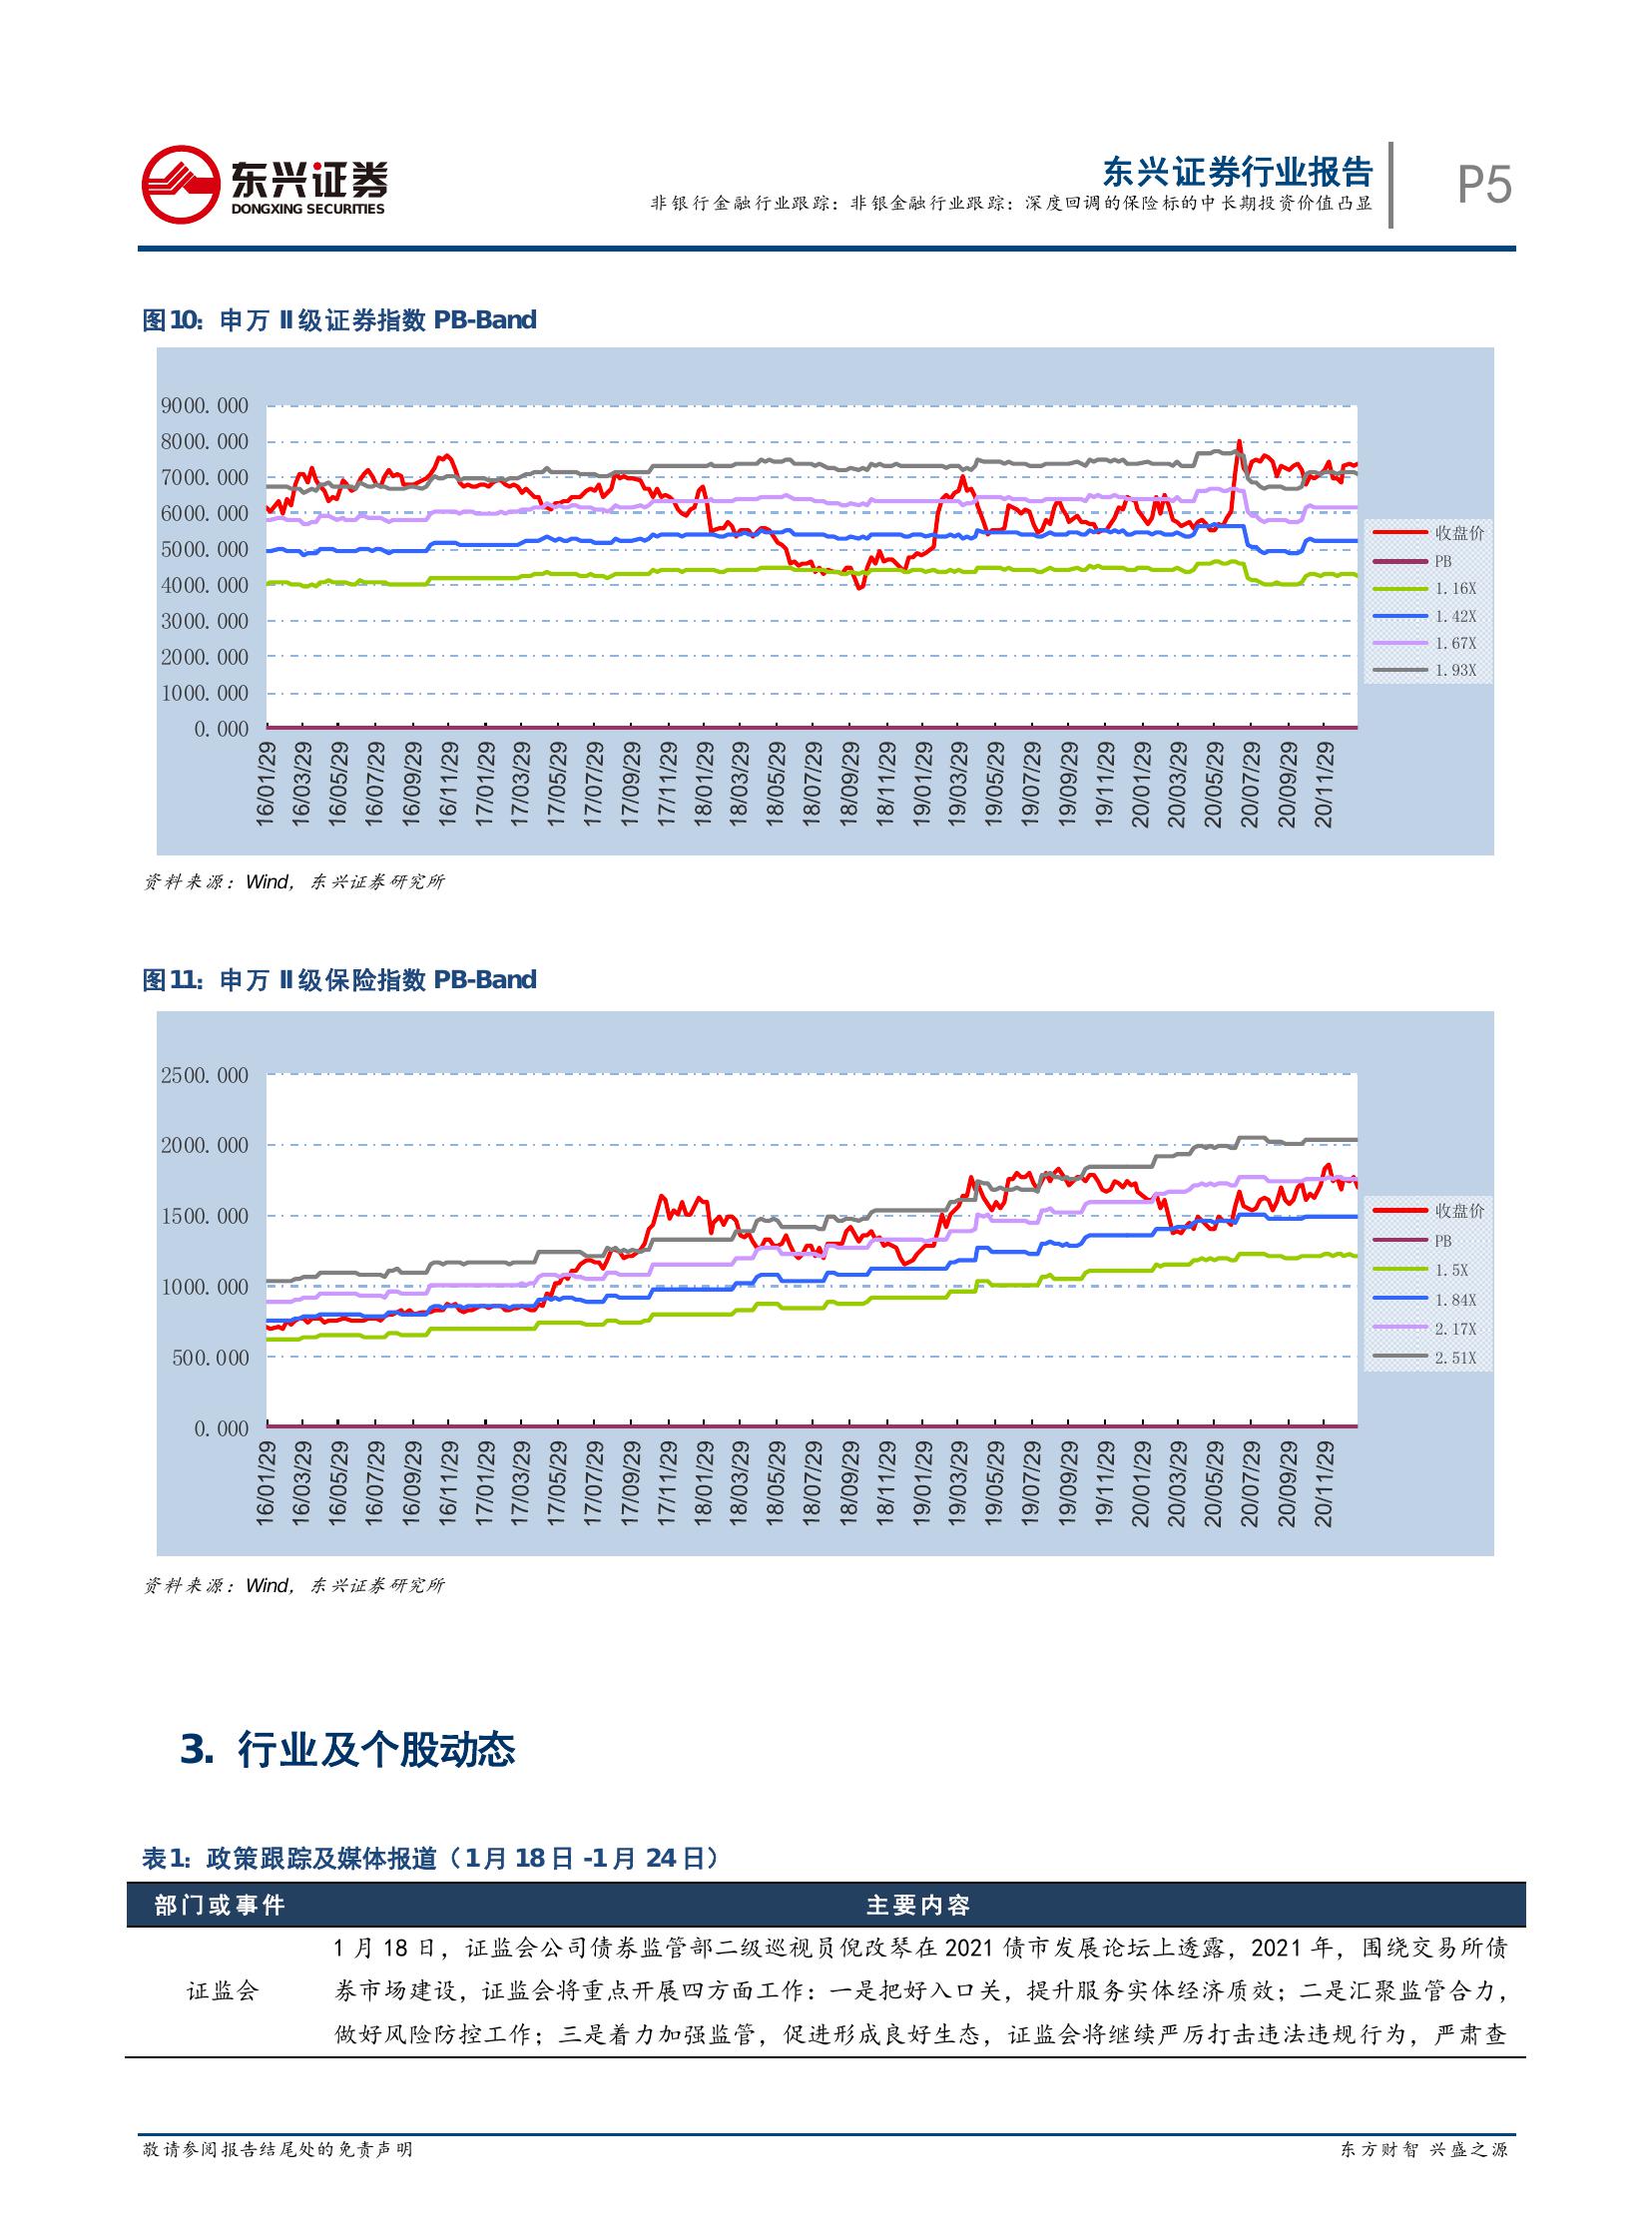 东兴证券
DONGXING SECURITIES
东兴证券行业报告
非银行金融行业跟踪：非银金融行业跟踪：深度回调的保险标的中长期投资价值凸显
P5
图10：申万 II 级证券指数 PB-Band
9000.000
8000.000
7000.000
6000.000
5000.000
4000.000
3000.000
2000.000
1000.000
0.000
16/01/29
16/03/29
16/05/29
16/07/29
16/09/29
16/11/29
17/01/29
17/03/29
17/05/29
17/07/29
17/09/29
17/11/29
18/01/29
18/03/29
18/05/29
18/07/29
18/09/29
18/11/29
19/01/29
19/03/29
19/05/29
19/07/29
19/09/29
19/11/29
20/01/29
20/03/29
20/05/29
20/07/29
20/09/29
20/11/29
收盘价
PB
1.16X
1.42X
1.67X
1.93X
资料来源：Wind，东兴证券研究所
图11：申万 II 级保险指数 PB-Band
2500.000
2000.000
1500.000
1000.000
500.000
0.000
16/01/29
16/03/29
16/05/29
16/07/29
16/09/29
16/11/29
17/01/29
17/03/29
17/05/29
17/07/29
17/09/29
17/11/29
18/01/29
18/03/29
18/05/29
18/07/29
18/09/29
18/11/29
19/01/29
19/03/29
19/05/29
19/07/29
19/09/29
19/11/29
20/01/29
20/03/29
20/05/29
20/07/29
20/09/29
20/11/29
收盘价
PB
1.5X
1.84X
2.17X
2.51X
资料来源：Wind，东兴证券研究所
3. 行业及个股动态
表1：政策跟踪及媒体报道（1月 18 日 -1 月 24 日）
部门或事件 主要内容
1 月 18 日，证监会公司债券监管部二级巡视员倪改琴在 2021 债市发展论坛上透露，2021 年，围绕交易所债
证监会 券市场建设，证监会将重点开展四方面工作：一是把好入口关，提升服务实体经济质效；二是汇聚监管合力，
做好风险防控工作；三是着力加强监管，促进形成良好生态，证监会将继续严厉打击违法违规行为，严肃查
敬请参阅报告结尾处的免责声明
东方财智 兴盛之源